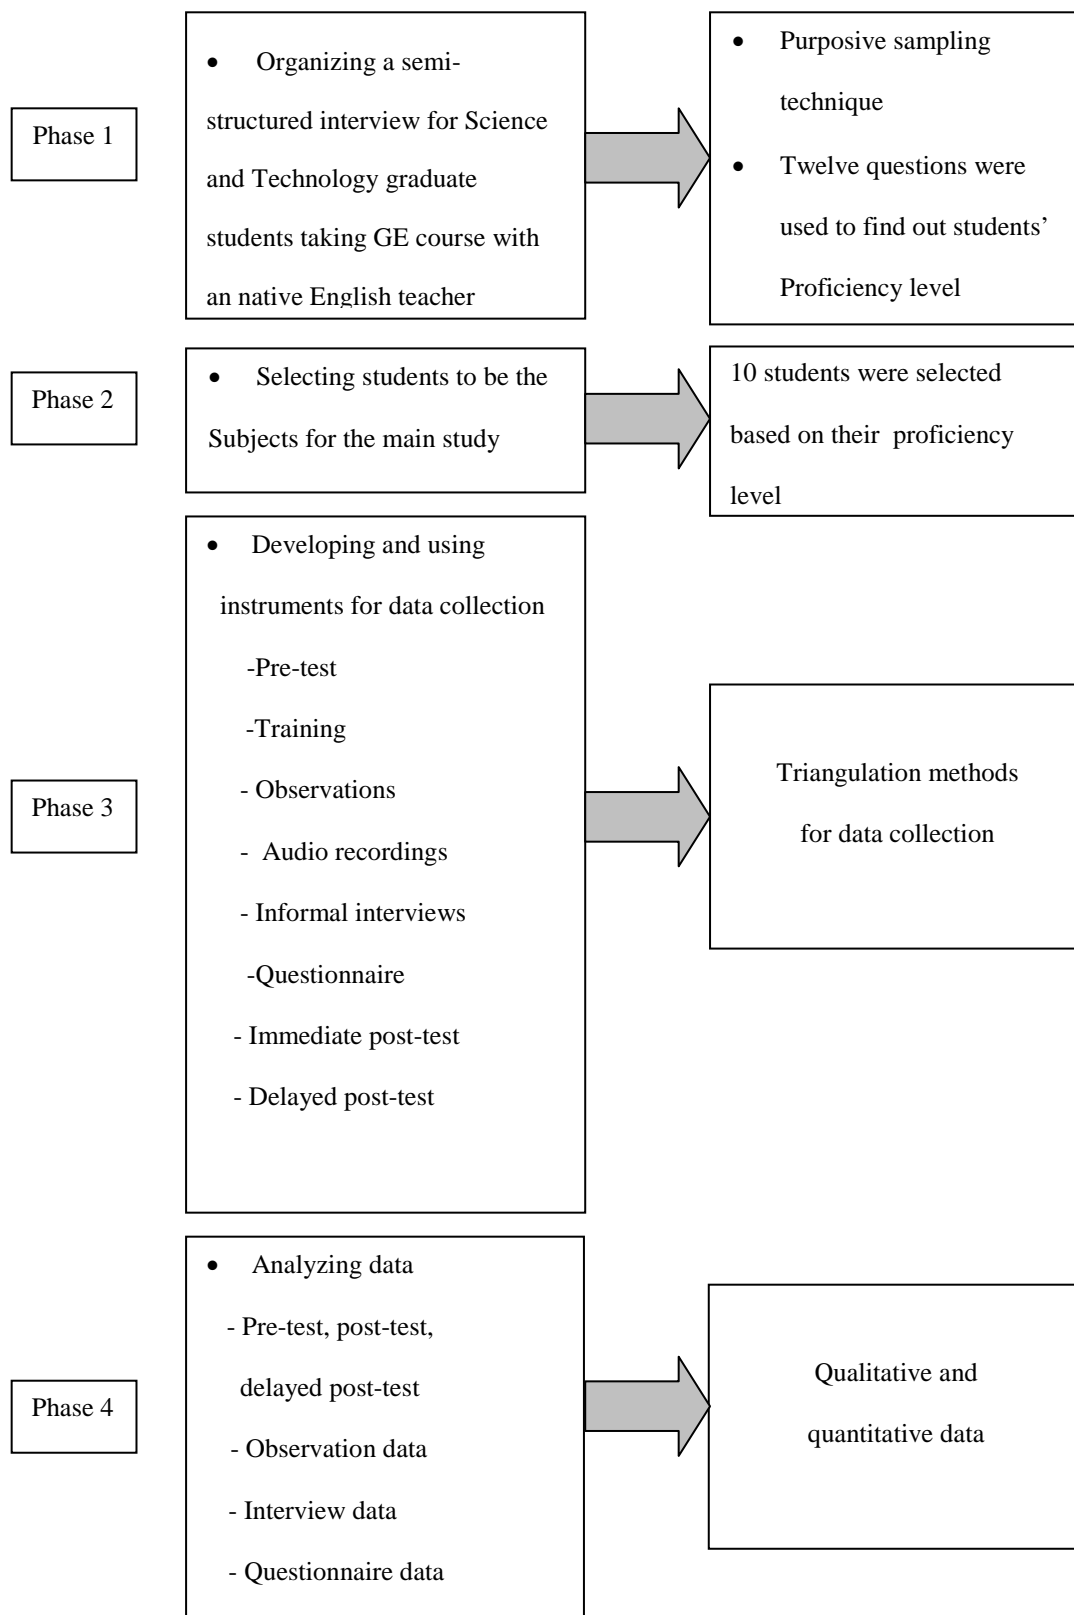 Phase 1
• Organizing a semi-
structured interview for Science
and Technology graduate
students taking GE course with
an native English teacher
• Purposive sampling
technique
• Twelve questions were
used to find out students’
Proficiency level
Phase 2
• Selecting students to be the
Subjects for the main study
10 students were selected
based on their proficiency
level
Phase 3
• Developing and using
instruments for data collection
-Pre-test
-Training
- Observations
- Audio recordings
- Informal interviews
-Questionnaire
- Immediate post-test
- Delayed post-test
Triangulation methods
for data collection
Phase 4
• Analyzing data
- Pre-test, post-test,
delayed post-test
- Observation data
- Interview data
- Questionnaire data
Qualitative and
quantitative data